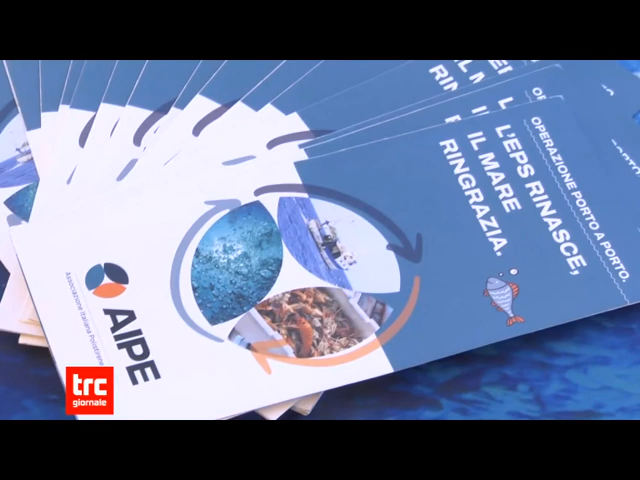 OPERAZIONE PORTO A PORTO.
L'EPS RINASCE,
IL MARE
RINGRAZIA.
AIPE
Associazione Italiana Polistirene
trc
giornale